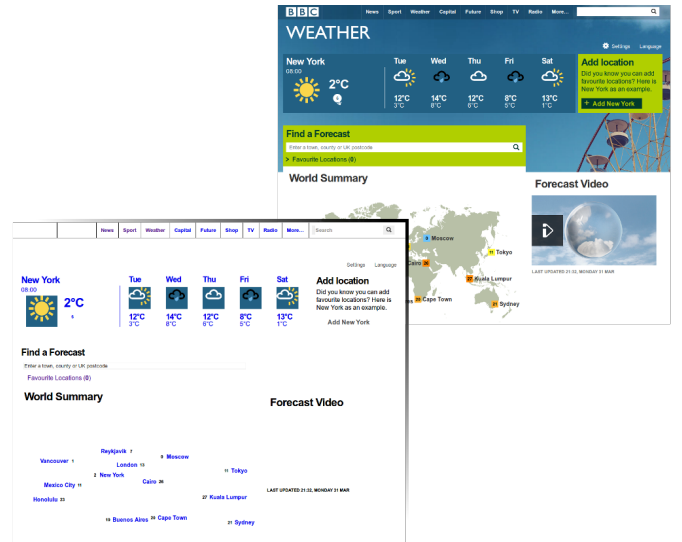 BBC
News Sport Weather Capital Future Shop TV Radio More...
WEATHER
Settings Language
New York
08:00
2°C
Tue Wed Thu Fri Sat
12°C 14°C 12°C 8°C 13°C
3°C 8°C 6°C 5°C 1°C
Add location
Did you know you can add
favourite locations? Here is
New York as an example.
+ Add New York
Find a Forecast
Enter a town, county or UK postcode
> Favourite Locations (0)
World Summary
Forecast Video
9 Moscow
11 Tokyo
Cairo 26
27 Kuala Lumpur
es 20 Cape Town
21 Sydney
LAST UPDATED 21:32, MONDAY 31 MAR
News Sport Weather Capital Future Shop TV Radio More... Search
Settings Language
New York
08:00
2°C
Tue Wed Thu Fri Sat
12°C 14°C 12°C 8°C 13°C
3°C 8°C 6°C 5°C 1°C
Add location
Did you know you can add
favourite locations? Here is
New York as an example.
Add New York
Find a Forecast
Enter a town, county or UK postcode
Favourite Locations (0)
World Summary
Forecast Video
Reykjavik 7
9 Moscow
Vancouver 1
London 13
11 Tokyo
2 New York
Cairo 26
Mexico City
27 Kuala Lumpur
Honolulu 23
LAST UPDATED 21:32, MONDAY 31 MAR
Buenos Aires 20 Cape Town
21 Sydney